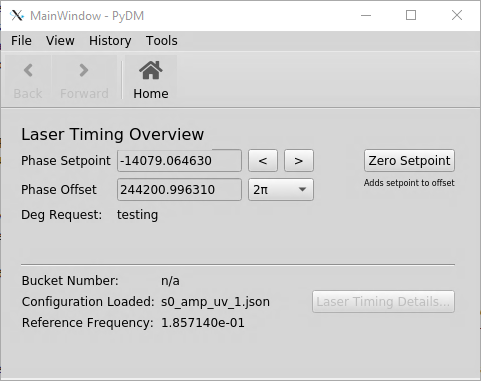 MainWindow - PyDM
File View History Tools
Back Forward Home
Laser Timing Overview
Phase Setpoint -14079.064630 < > Zero Setpoint
Adds setpoint to offset
Phase Offset 244200.996310 2π
Deg Request: testing
Bucket Number: n/a
Configuration Loaded: s0_amp_uv_1.json
Laser Timing Details...
Reference Frequency: 1.857140e-01